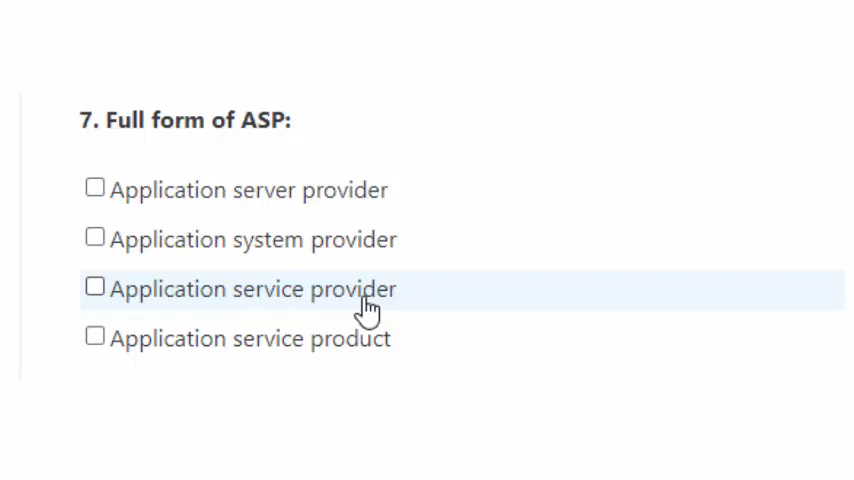 7. Full form of ASP:
Application server provider
Application system provider
Application service provider
Application service product